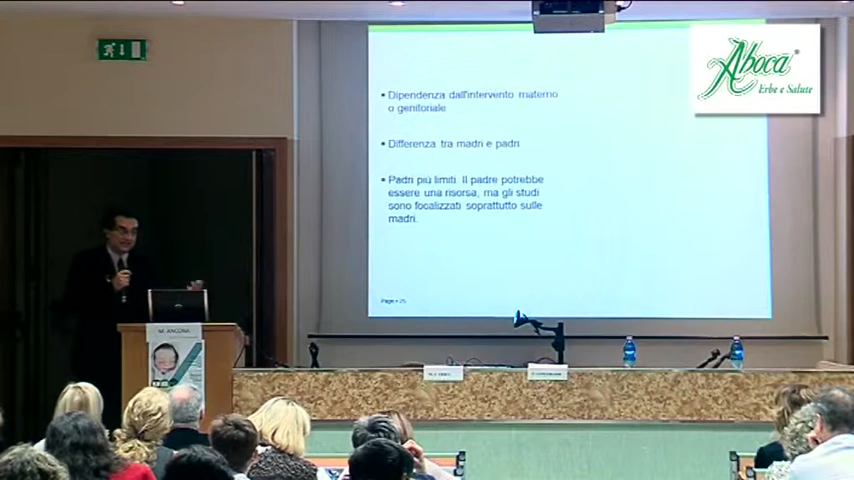 Aboca
Erbe e Salute
▪ Dipendenza dall'intervento materno
o genitoriale
▪ Differenza tra madri e padri
▪ Padri più limiti. Il padre potrebbe
essere una risorsa, ma gli studi
sono focalizzati soprattutto sulle
madri.
M. ANCONA